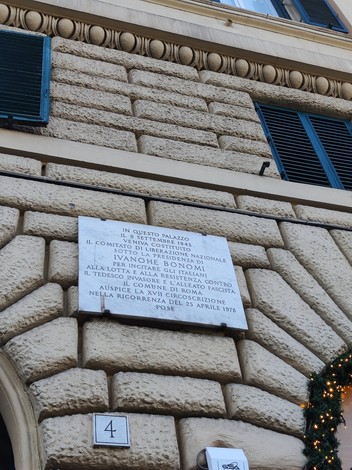 IN QUESTO PALAZZO
IL 9 SETTEMBRE 1943
VENIVA COSTITUITO
IL COMITATO DI LIBERAZIONE NAZIONALE
SOTTO LA PRESIDENZA DI
IVANOHE BONOMI
PER INCITARE GLI ITALIANI
ALLA LOTTA E ALLA RESISTENZA CONTRO
IL TEDESCO INVASORE E L'ALLEATO FASCISTA
IL COMUNE DI ROMA
AUSPICE LA XVII CIRCOSCRIZIONE
NELLA RICORRENZA DEL 25 APRILE 1978
POSE
4